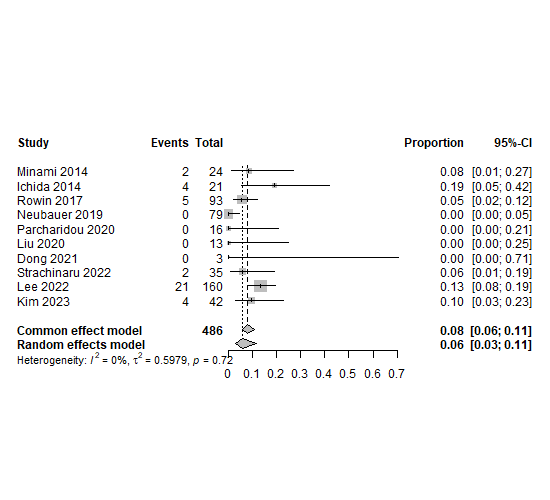 Study Events Total Proportion 95%-CI
Minami 2014 2 24 0.08 [0.01; 0.27]
Ichida 2014 4 21 0.19 [0.05; 0.42]
Rowin 2017 5 93 0.05 [0.02; 0.12]
Neubauer 2019 0 79 0.00 [0.00; 0.05]
Parcharidou 2020 0 16 0.00 [0.00; 0.21]
Liu 2020 0 13 0.00 [0.00; 0.25]
Dong 2021 0 3 0.00 [0.00; 0.71]
Strachinaru 2022 2 35 0.06 [0.01; 0.19]
Lee 2022 21 160 0.13 [0.08; 0.19]
Kim 2023 4 42 0.10 [0.03; 0.23]
Common effect model 486 0.08 [0.06; 0.11]
Random effects model 0.06 [0.03; 0.11]
Heterogeneity: I² = 0%, τ² = 0.5979, p = 0.72
0 0.1 0.2 0.3 0.4 0.5 0.6 0.7